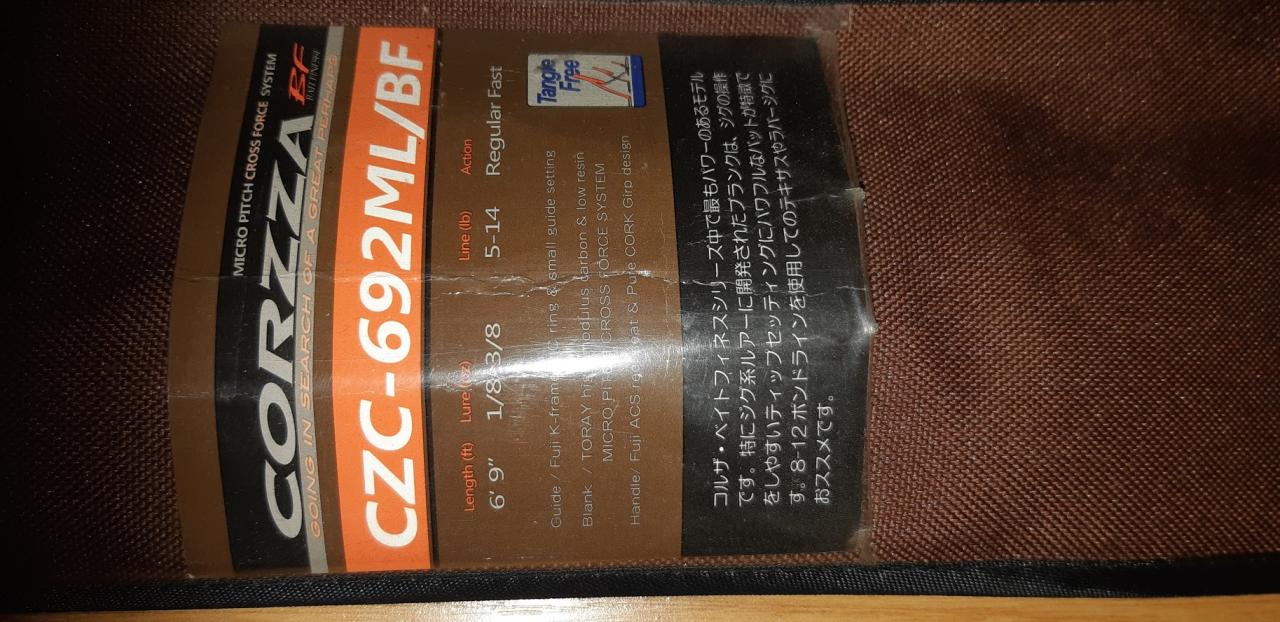 MICRO PITCH CROSS FORCE SYSTEM
CORZZA BF
BAIT FINESSE
GOING IN SEARCH OF A GREAT PERHAPS
CZC-692ML/BF
Length (ft) Lure (oz) Line (lb) Action
6' 9" 1/8-3/8 5-14 Regular Fast
Tangle
Free
Guide / Fuji K-frame ring & small guide setting
Blank / TORAY high modulus carbon & low resin
MICRO PITCH CROSS FORCE SYSTEM
Handle/ Fuji ACS reel seat & Pure CORK Girp design
コルザ・ベイトフィネスシリーズ中で最もパワーのあるモデル
です。特にジグ系ルアーに開発されたブランクは、ジグの操作
をしやすいティップセッティングにパワフルなバットが特徴で
す。8-12ポンドラインを使用してのテキサスやラバージグに
おススメです。